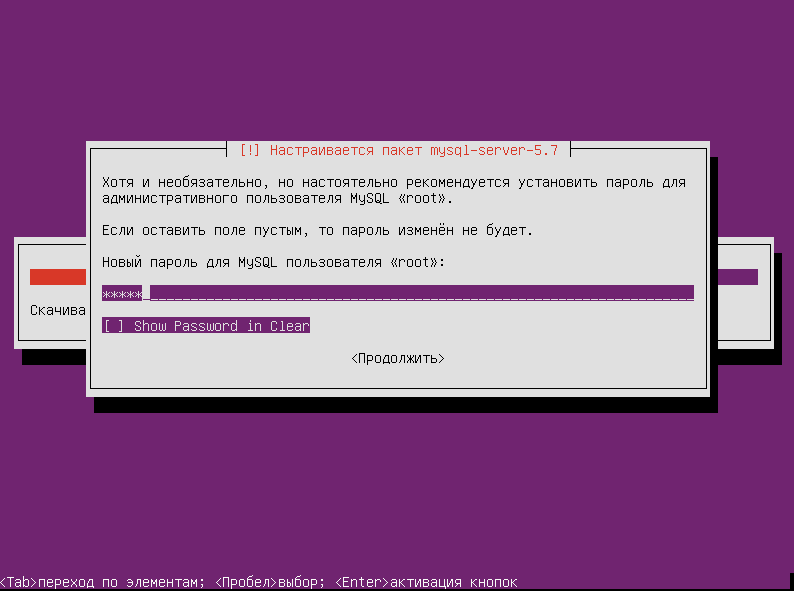 [!] Настраивается пакет mysql-server-5.7
Хотя и необязательно, но настоятельно рекомендуется установить пароль для
административного пользователя MySQL «root».
Если оставить поле пустым, то пароль изменён не будет.
Новый пароль для MySQL пользователя «root»:
*****
Скачива
[ ] Show Password in Clear
<Продолжить>
<Tab>переход по элементам; <Пробел>выбор; <Enter>активация кнопок